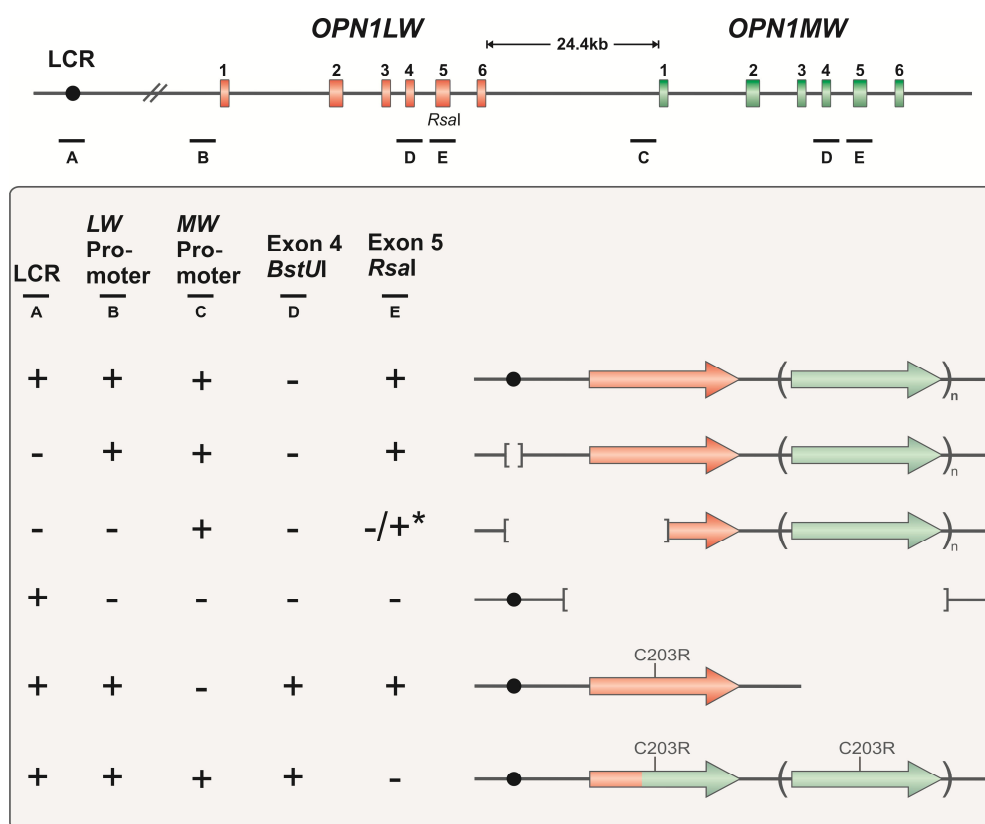 OPN1LW OPN1MW
24.4kb
LCR
1 2 3 4 5 6 1 2 3 4 5 6
RsaI
A B D E C D E
LW
Pro-
moter
MW
Pro-
moter
Exon 4
BstUI
Exon 5
RsaI
LCR
A B C D E
+ + + - + ( )n
- + + - + [ ] ( )n
- - + - -/+* [ ] ( )n
+ - - - - [ ]
C203R
+ + - + +
C203R C203R
+ + + + - ( )n